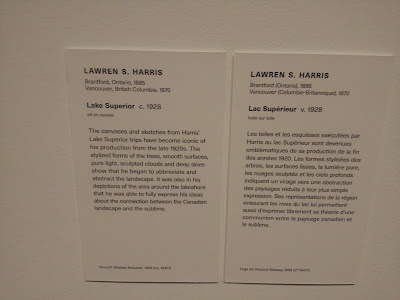 LAWREN S. HARRIS
Brantford, Ontario, 1885
Vancouver, British Columbia, 1970
Lake Superior c. 1928
oil on canvas
The canvases and sketches from Harris'
Lake Superior trips have become iconic of
his production from the late 1920s. The
stylized forms of the trees, smooth surfaces,
pure light, sculpted clouds and deep skies
show that he began to abbreviate and
abstract the landscape. It was also in his
depictions of the area around the lakeshore
that he was able to fully express his ideas
about the connection between the Canadian
landscape and the sublime.
Vincent Massey Bequest, 1968
LAWREN S. HARRIS
Brantford (Ontario), 1885
Vancouver (Colombie-Britannique), 1970
Lac Supérieur v. 1928
huile sur toile
Les toiles et les esquisses exécutées par
Harris au lac Supérieur sont devenues
emblématiques de sa production de la fin
des années 1920. Les formes stylisées des
arbres, les surfaces lisses, la lumière pure,
les nuages sculptés et les ciels profonds
indiquent un virage vers une abstraction
des paysages réduits à leur plus simple
expression. Ses représentations de la région
entourant les rives du lac lui permettent
aussi d'exprimer librement sa théorie d'une
communion entre le paysage canadien et
le sublime.
Legs de Vincent Massey, 1968